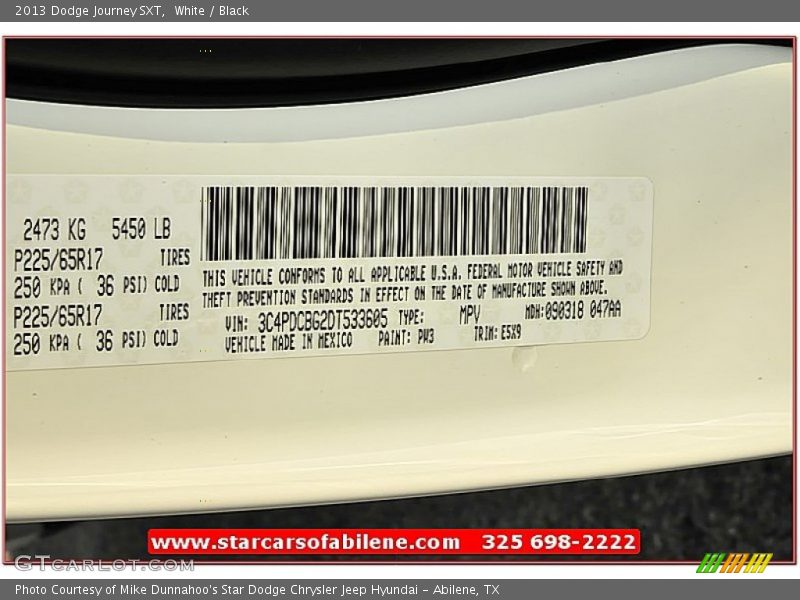 2013 Dodge Journey SXT, White / Black
2473 KG 5450 LB
P225/65R17 TIRES
250 KPA ( 36 PSI) COLD
P225/65R17 TIRES
250 KPA ( 36 PSI) COLD
THIS VEHICLE CONFORMS TO ALL APPLICABLE U.S.A. FEDERAL MOTOR VEHICLE SAFETY AND
THEFT PREVENTION STANDARDS IN EFFECT ON THE DATE OF MANUFACTURE SHOWN ABOVE.
VIN: 3C4PDCBG2DT533605 TYPE: MPV MDH:090318 047AA
VEHICLE MADE IN MEXICO PAINT: PW3 TRIM:E5X9
www.starcarsofabilene.com 325 698-2222
GTCARLOT.COM
Photo Courtesy of Mike Dunnahoo's Star Dodge Chrysler Jeep Hyundai - Abilene, TX